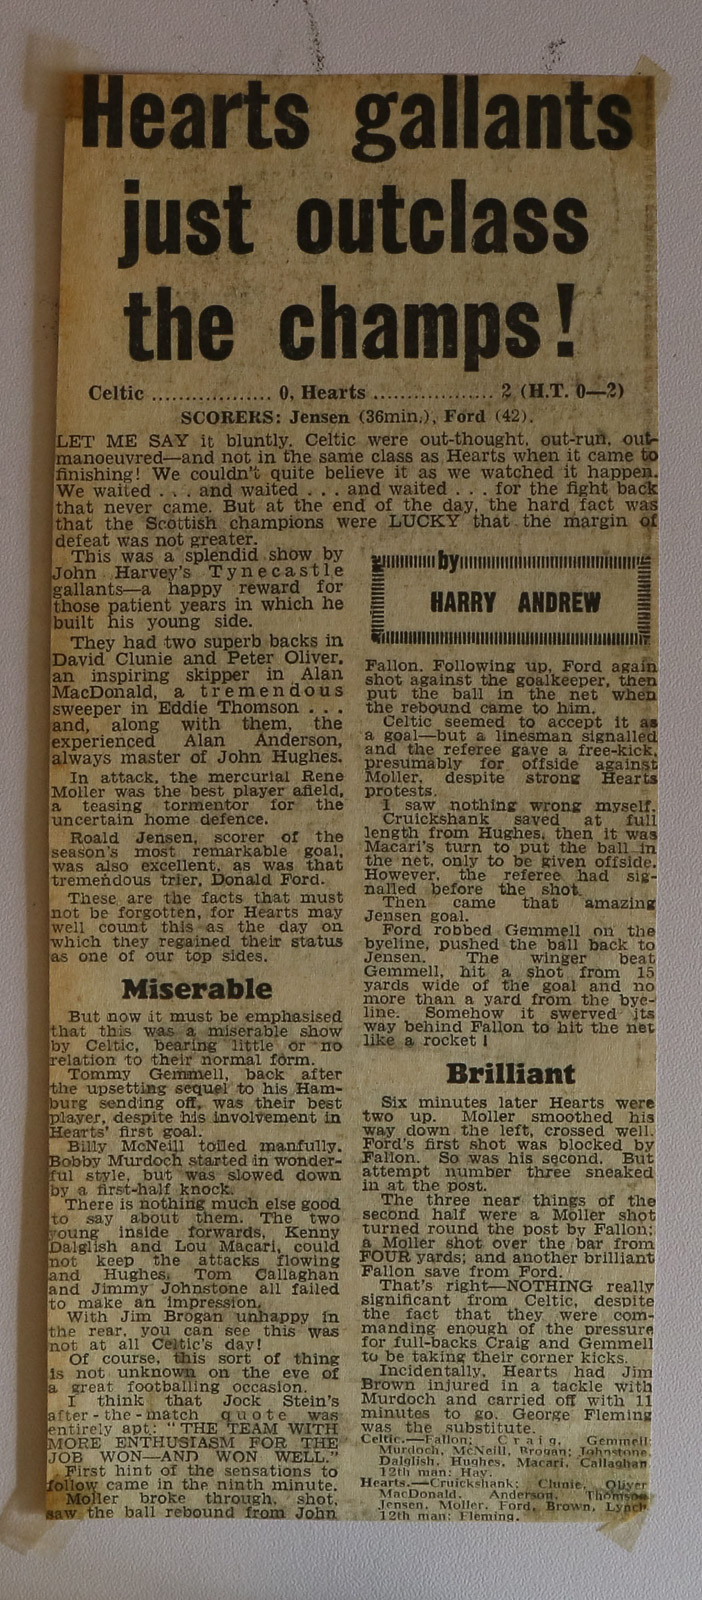 Hearts gallants
just outclass
the champs!
Celtic .................. 0, Hearts .................. 2 (H.T. 0—2)
SCORERS: Jensen (36min.), Ford (42).
LET ME SAY it bluntly. Celtic were out-thought, out-run, out-
manoeuvred—and not in the same class as Hearts when it came to
finishing! We couldn't quite believe it as we watched it happen.
We waited . . . and waited . . . and waited . . . for the fight back
that never came. But at the end of the day, the hard fact was
that the Scottish champions were LUCKY that the margin of
defeat was not greater.
This was a splendid show by
John Harvey's Tynecastle
gallants—a happy reward for
those patient years in which he
built his young side.
They had two superb backs in
David Clunie and Peter Oliver,
an inspiring skipper in Alan
MacDonald, a tremendous
sweeper in Eddie Thomson . . .
and, along with them, the
experienced Alan Anderson,
always master of John Hughes.
In attack, the mercurial Rene
Moller was the best player afield,
a teasing tormentor for the
uncertain home defence.
Roald Jensen, scorer of the
season's most remarkable goal,
was also excellent, as was that
tremendous trier, Donald Ford.
These are the facts that must
not be forgotten, for Hearts may
well count this as the day on
which they regained their status
as one of our top sides.
Miserable
But now it must be emphasised
that this was a miserable show
by Celtic, bearing little or no
relation to their normal form.
Tommy Gemmell, back after
the upsetting sequel to his Ham-
burg sending off, was their best
player, despite his involvement in
Hearts' first goal.
Billy McNeill toiled manfully.
Bobby Murdoch started in wonder-
ful style, but was slowed down
by a first-half knock.
There is nothing much else good
to say about them. The two
young inside forwards, Kenny
Dalglish and Lou Macari, could
not keep the attacks flowing
and Hughes, Tom Callaghan
and Jimmy Johnstone all failed
to make an impression.
With Jim Brogan unhappy in
the rear, you can see this was
not at all Celtic's day!
Of course, this sort of thing
is not unknown on the eve of
a great footballing occasion.
I think that Jock Stein's
after-the-match quote was
entirely apt: "THE TEAM WITH
MORE ENTHUSIASM FOR THE
JOB WON—AND WON WELL."
First hint of the sensations to
follow came in the ninth minute.
Moller broke through, shot,
saw the ball rebound from John
by
HARRY ANDREW
Fallon. Following up, Ford again
shot against the goalkeeper, then
put the ball in the net when
the rebound came to him.
Celtic seemed to accept it as
a goal—but a linesman signalled
and the referee gave a free-kick,
presumably for offside against
Moller, despite strong Hearts
protests.
I saw nothing wrong myself.
Cruickshank saved at full
length from Hughes, then it was
Macari's turn to put the ball in
the net, only to be given offside.
However, the referee had sig-
nalled before the shot.
Then came that amazing
Jensen goal.
Ford robbed Gemmell on the
byeline, pushed the ball back to
Jensen. The winger beat
Gemmell, hit a shot from 15
yards wide of the goal and no
more than a yard from the bye-
line. Somehow it swerved its
way behind Fallon to hit the net
like a rocket!
Brilliant
Six minutes later Hearts were
two up. Moller smoothed his
way down the left, crossed well.
Ford's first shot was blocked by
Fallon. So was his second. But
attempt number three sneaked
in at the post.
The three near things of the
second half were a Moller shot
turned round the post by Fallon;
a Moller shot over the bar from
FOUR yards; and another brilliant
Fallon save from Ford.
That's right—NOTHING really
significant from Celtic, despite
the fact that they were com-
manding enough of the pressure
for full-backs Craig and Gemmell
to be taking their corner kicks.
Incidentally, Hearts had Jim
Brown injured in a tackle with
Murdoch and carried off with 11
minutes to go. George Fleming
was the substitute.
Celtic.—Fallon; Craig, Gemmell;
Murdoch, McNeill, Brogan; Johnstone,
Dalglish, Hughes, Macari, Callaghan.
12th man: Hay.
Hearts.—Cruickshank; Clunie, Oliver
MacDonald, Anderson, Thomson
Jensen, Moller, Ford, Brown, Lynch
12th man: Fleming.